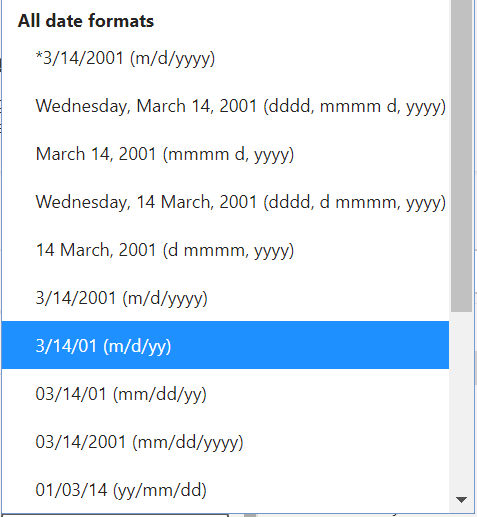 All date formats
*3/14/2001 (m/d/yyyy)
Wednesday, March 14, 2001 (dddd, mmmm d, yyyy)
March 14, 2001 (mmmm d, yyyy)
Wednesday, 14 March, 2001 (dddd, d mmmm, yyyy)
14 March, 2001 (d mmmm, yyyy)
3/14/2001 (m/d/yyyy)
3/14/01 (m/d/yy)
03/14/01 (mm/dd/yy)
03/14/2001 (mm/dd/yyyy)
01/03/14 (yy/mm/dd)